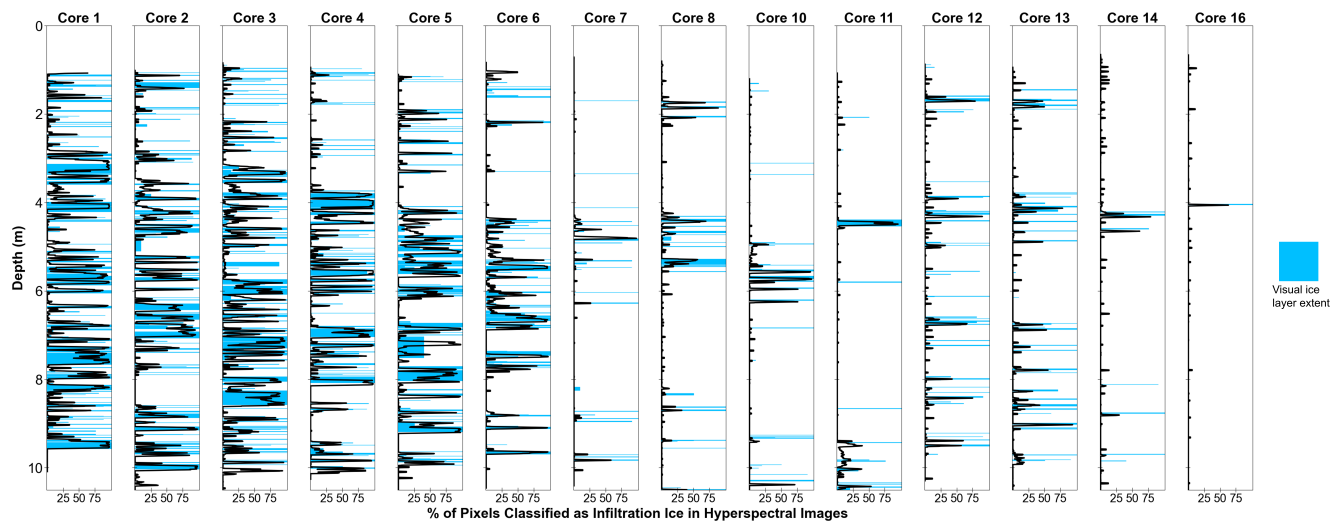 Core 1 Core 2 Core 3 Core 4 Core 5 Core 6 Core 7 Core 8 Core 10 Core 11 Core 12 Core 13 Core 14 Core 16
0
2
4
6
8
10
Depth (m)
Visual ice
layer extent
25 50 75 25 50 75 25 50 75 25 50 75 25 50 75 25 50 75 25 50 75 25 50 75 25 50 75 25 50 75 25 50 75 25 50 75 25 50 75 25 50 75
% of Pixels Classified as Infiltration Ice in Hyperspectral Images